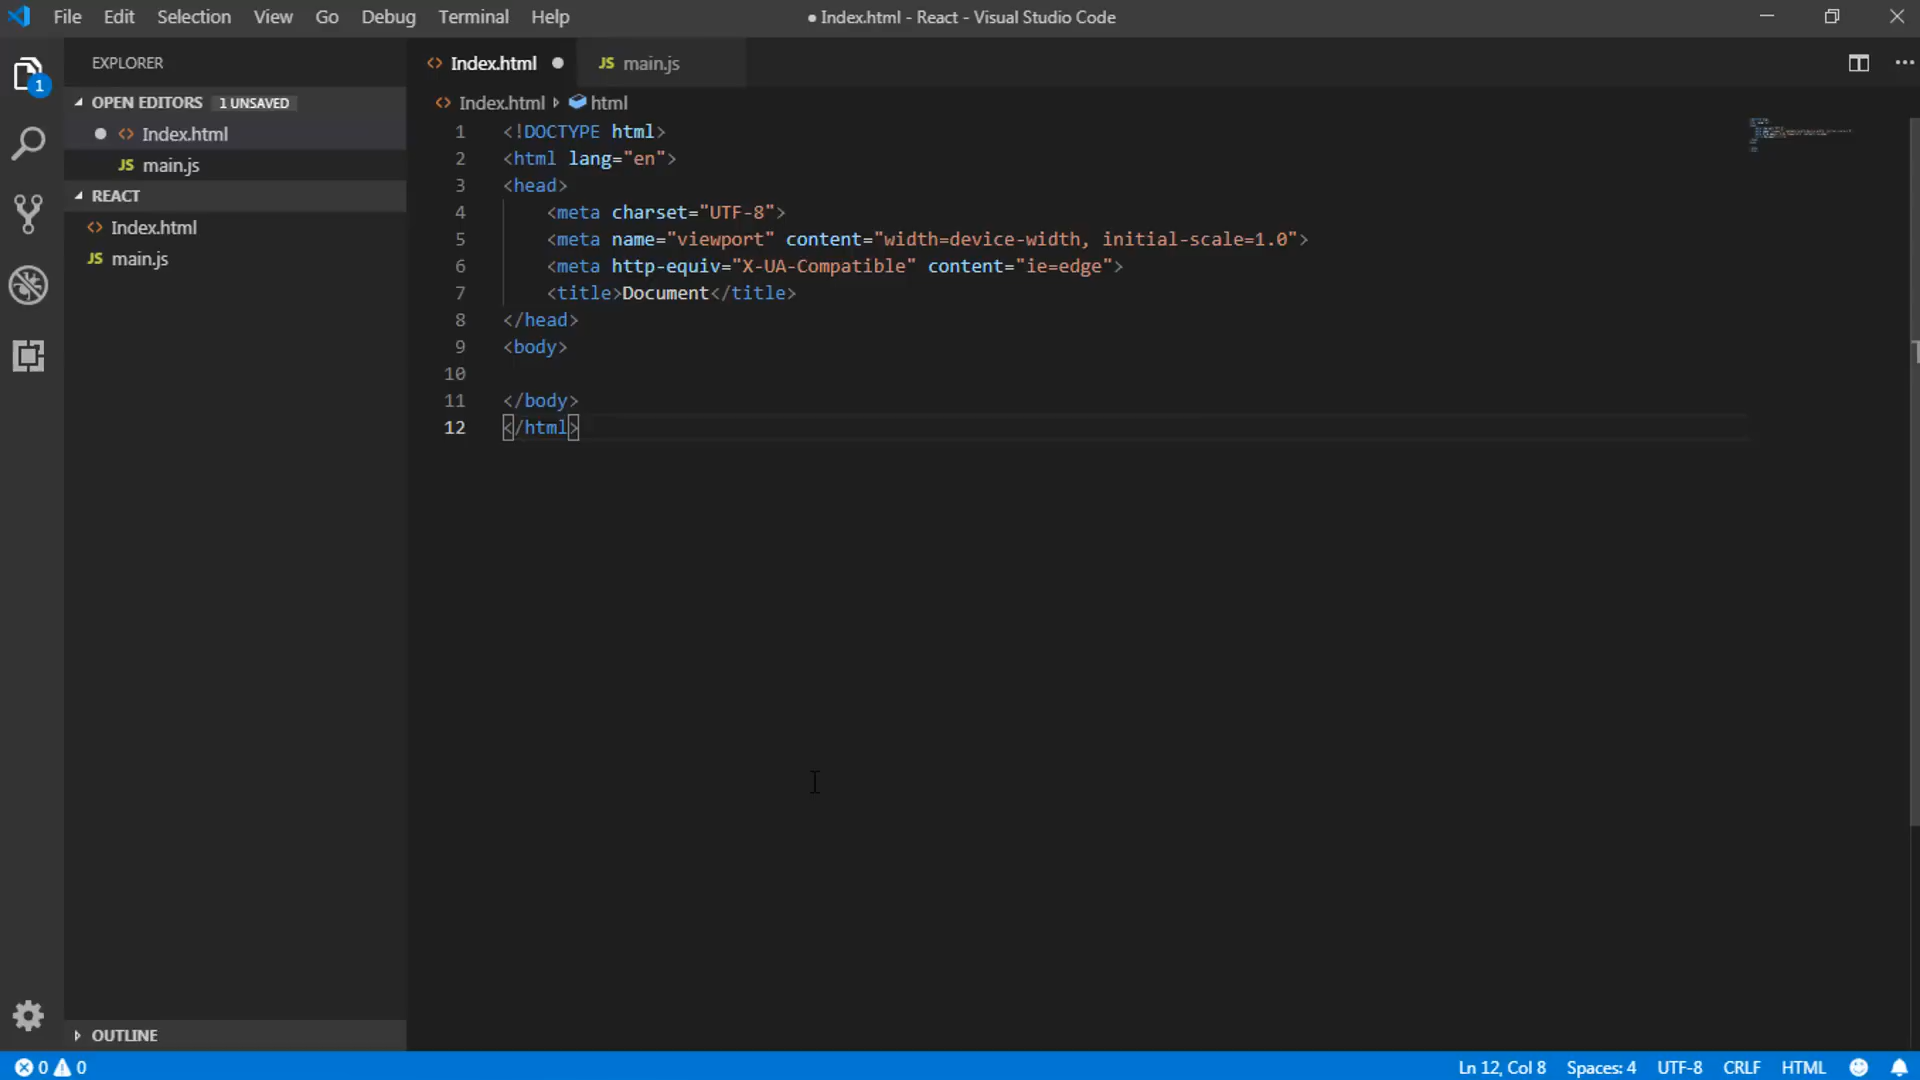 File Edit Selection View Go Debug Terminal Help
● Index.html - React - Visual Studio Code
EXPLORER
1
OPEN EDITORS 1 UNSAVED
Index.html
JS main.js
REACT
Index.html
JS main.js
OUTLINE
Index.html
JS main.js
Index.html html
1 <!DOCTYPE html>
2 <html lang="en">
3 <head>
4 <meta charset="UTF-8">
5 <meta name="viewport" content="width=device-width, initial-scale=1.0">
6 <meta http-equiv="X-UA-Compatible" content="ie=edge">
7 <title>Document</title>
8 </head>
9 <body>
10
11 </body>
12 </html>
0 0
Ln 12, Col 8 Spaces: 4 UTF-8 CRLF HTML